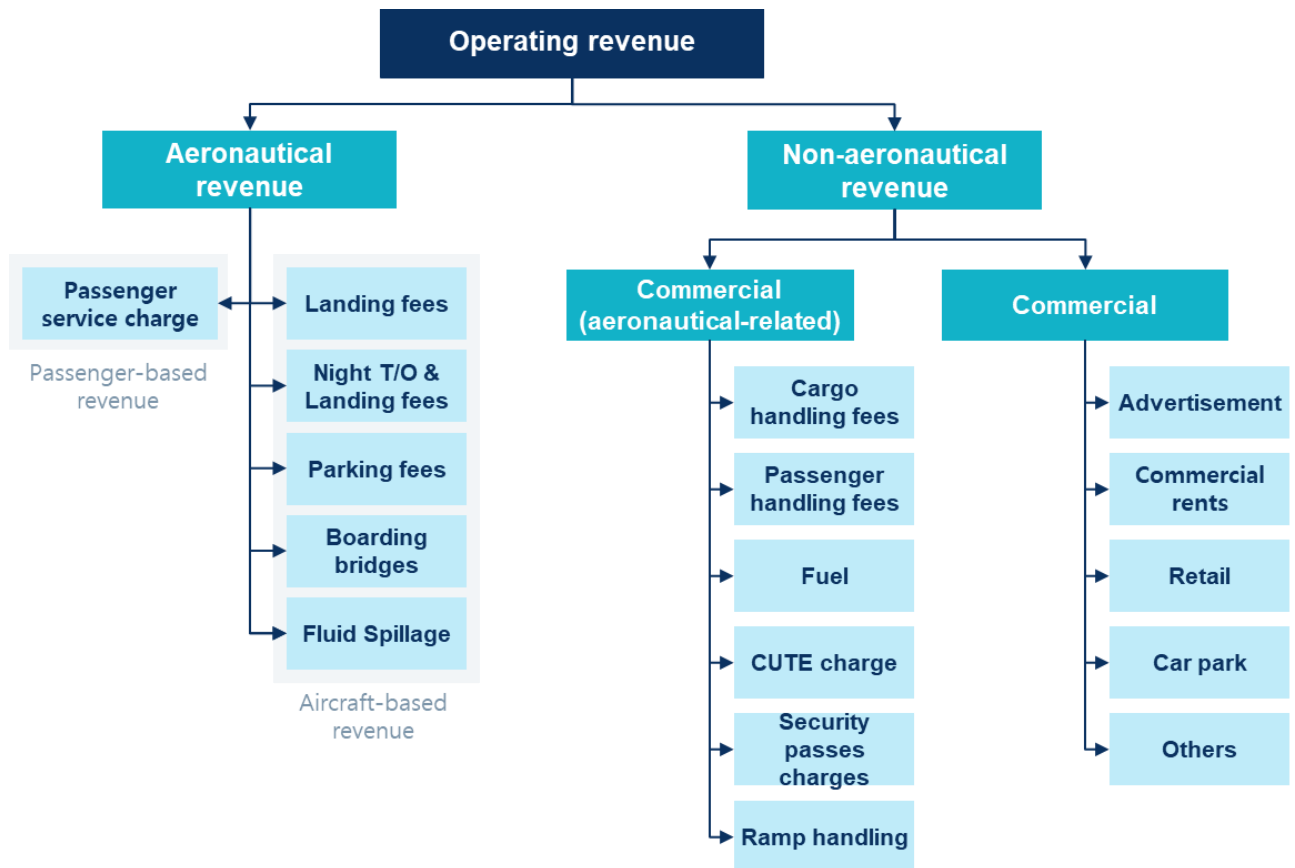 Operating revenue
Aeronautical
revenue
Non-aeronautical
revenue
Passenger
service charge
Passenger-based
revenue
Landing fees
Night T/O &
Landing fees
Parking fees
Boarding
bridges
Fluid Spillage
Aircraft-based
revenue
Commercial
(aeronautical-related)
Cargo
handling fees
Passenger
handling fees
Fuel
CUTE charge
Security
passes
charges
Ramp handling
Commercial
Advertisement
Commercial
rents
Retail
Car park
Others